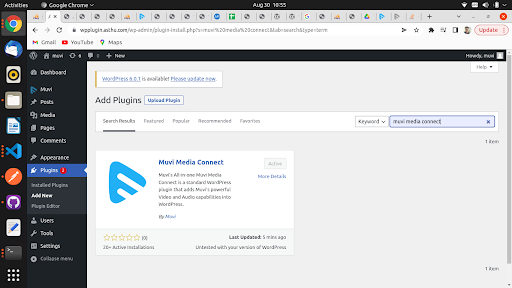 Activities
Google Chrome
Aug 30 10:55
wpplugin.aschs.com/wp-admin/plugin-install.php?s=muvi%20media%20connect&tab=search&type=term
Update
Gmail
YouTube
Maps
muvi
6
0
New
Howdy, muvi
Help
Dashboard
Muvi
Posts
Media
Pages
Comments
Appearance
Plugins 2
Installed Plugins
Add New
Plugin Editor
Users
Tools
Settings
Collapse menu
WordPress 6.0.1 is available! Please update now.
Add Plugins
Upload Plugin
Search Results
Featured
Popular
Recommended
Favorites
Keyword
muvi media connect
1 item
Muvi Media Connect
Active
More Details
Muvi's All-in-one Muvi Media
Connect is a standard WordPress
plugin that adds Muvi's powerful
Video and Audio capabilities into
WordPress.
By Muvi
(0)
20+ Active Installations
Last Updated: 5 mins ago
Untested with your version of WordPress
1 item